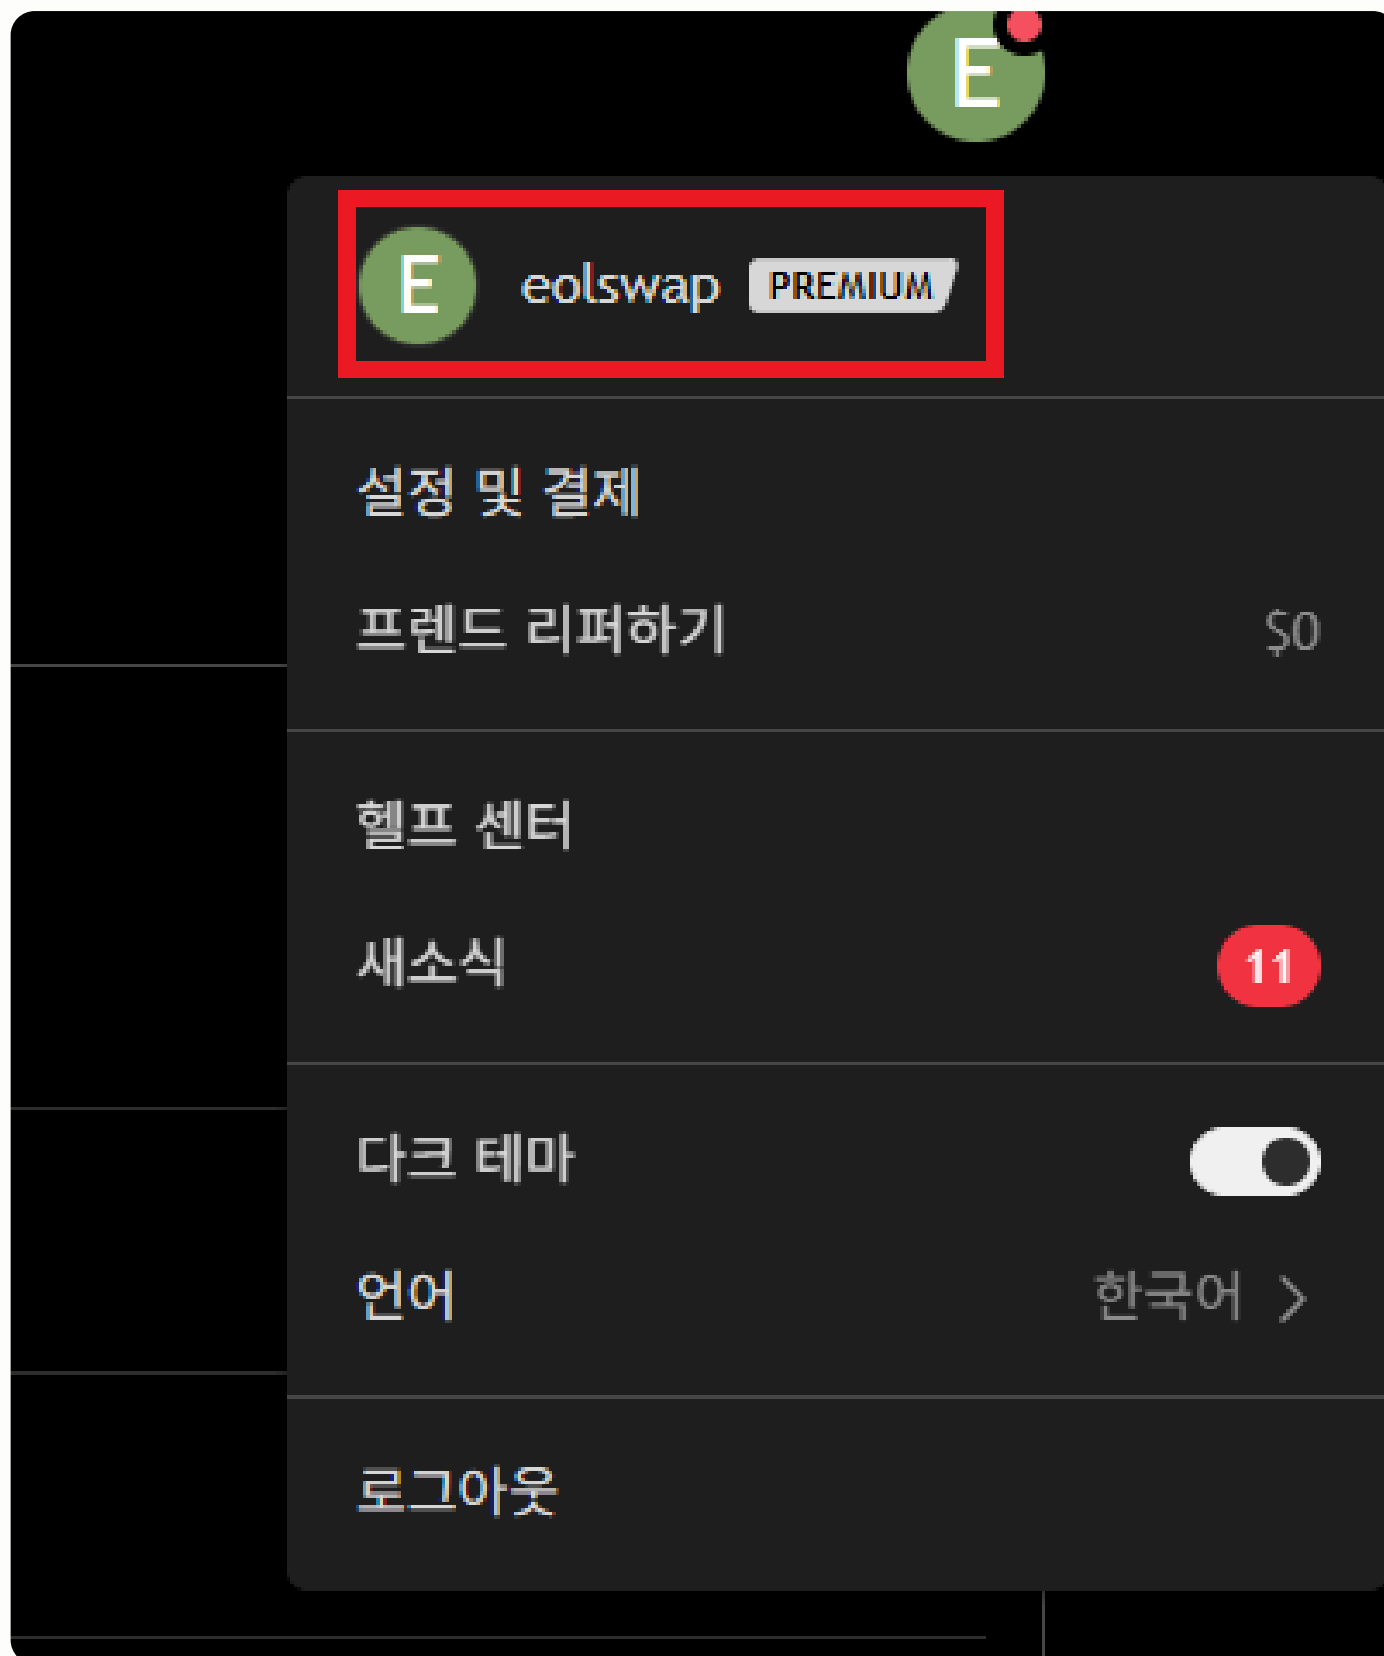 E
E eolswap PREMIUM
설정 및 결제
프렌드 리퍼하기 $0
헬프 센터
새소식 11
다크 테마
언어 한국어
로그아웃